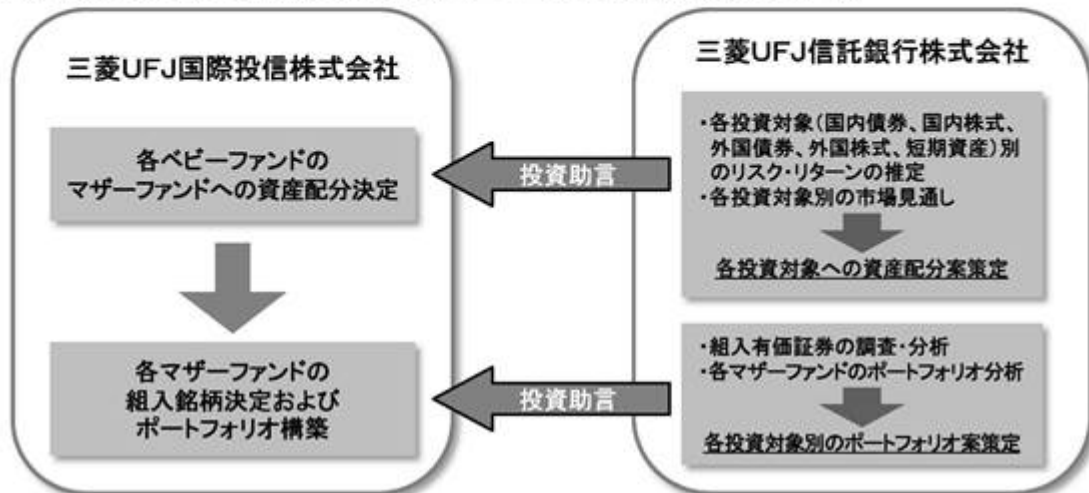 三菱UFJ国際投信株式会社
各ベビーファンドの
マザーファンドへの資産配分決定
各マザーファンドの
組入銘柄決定および
ポートフォリオ構築
投資助言
投資助言
三菱UFJ信託銀行株式会社
・各投資対象(国内債券、国内株式、
外国債券、外国株式、短期資産)別
のリスク・リターンの推定
・各投資対象別の市場見通し
各投資対象への資産配分案策定
・組入有価証券の調査・分析
・各マザーファンドのポートフォリオ分析
各投資対象別のポートフォリオ案策定